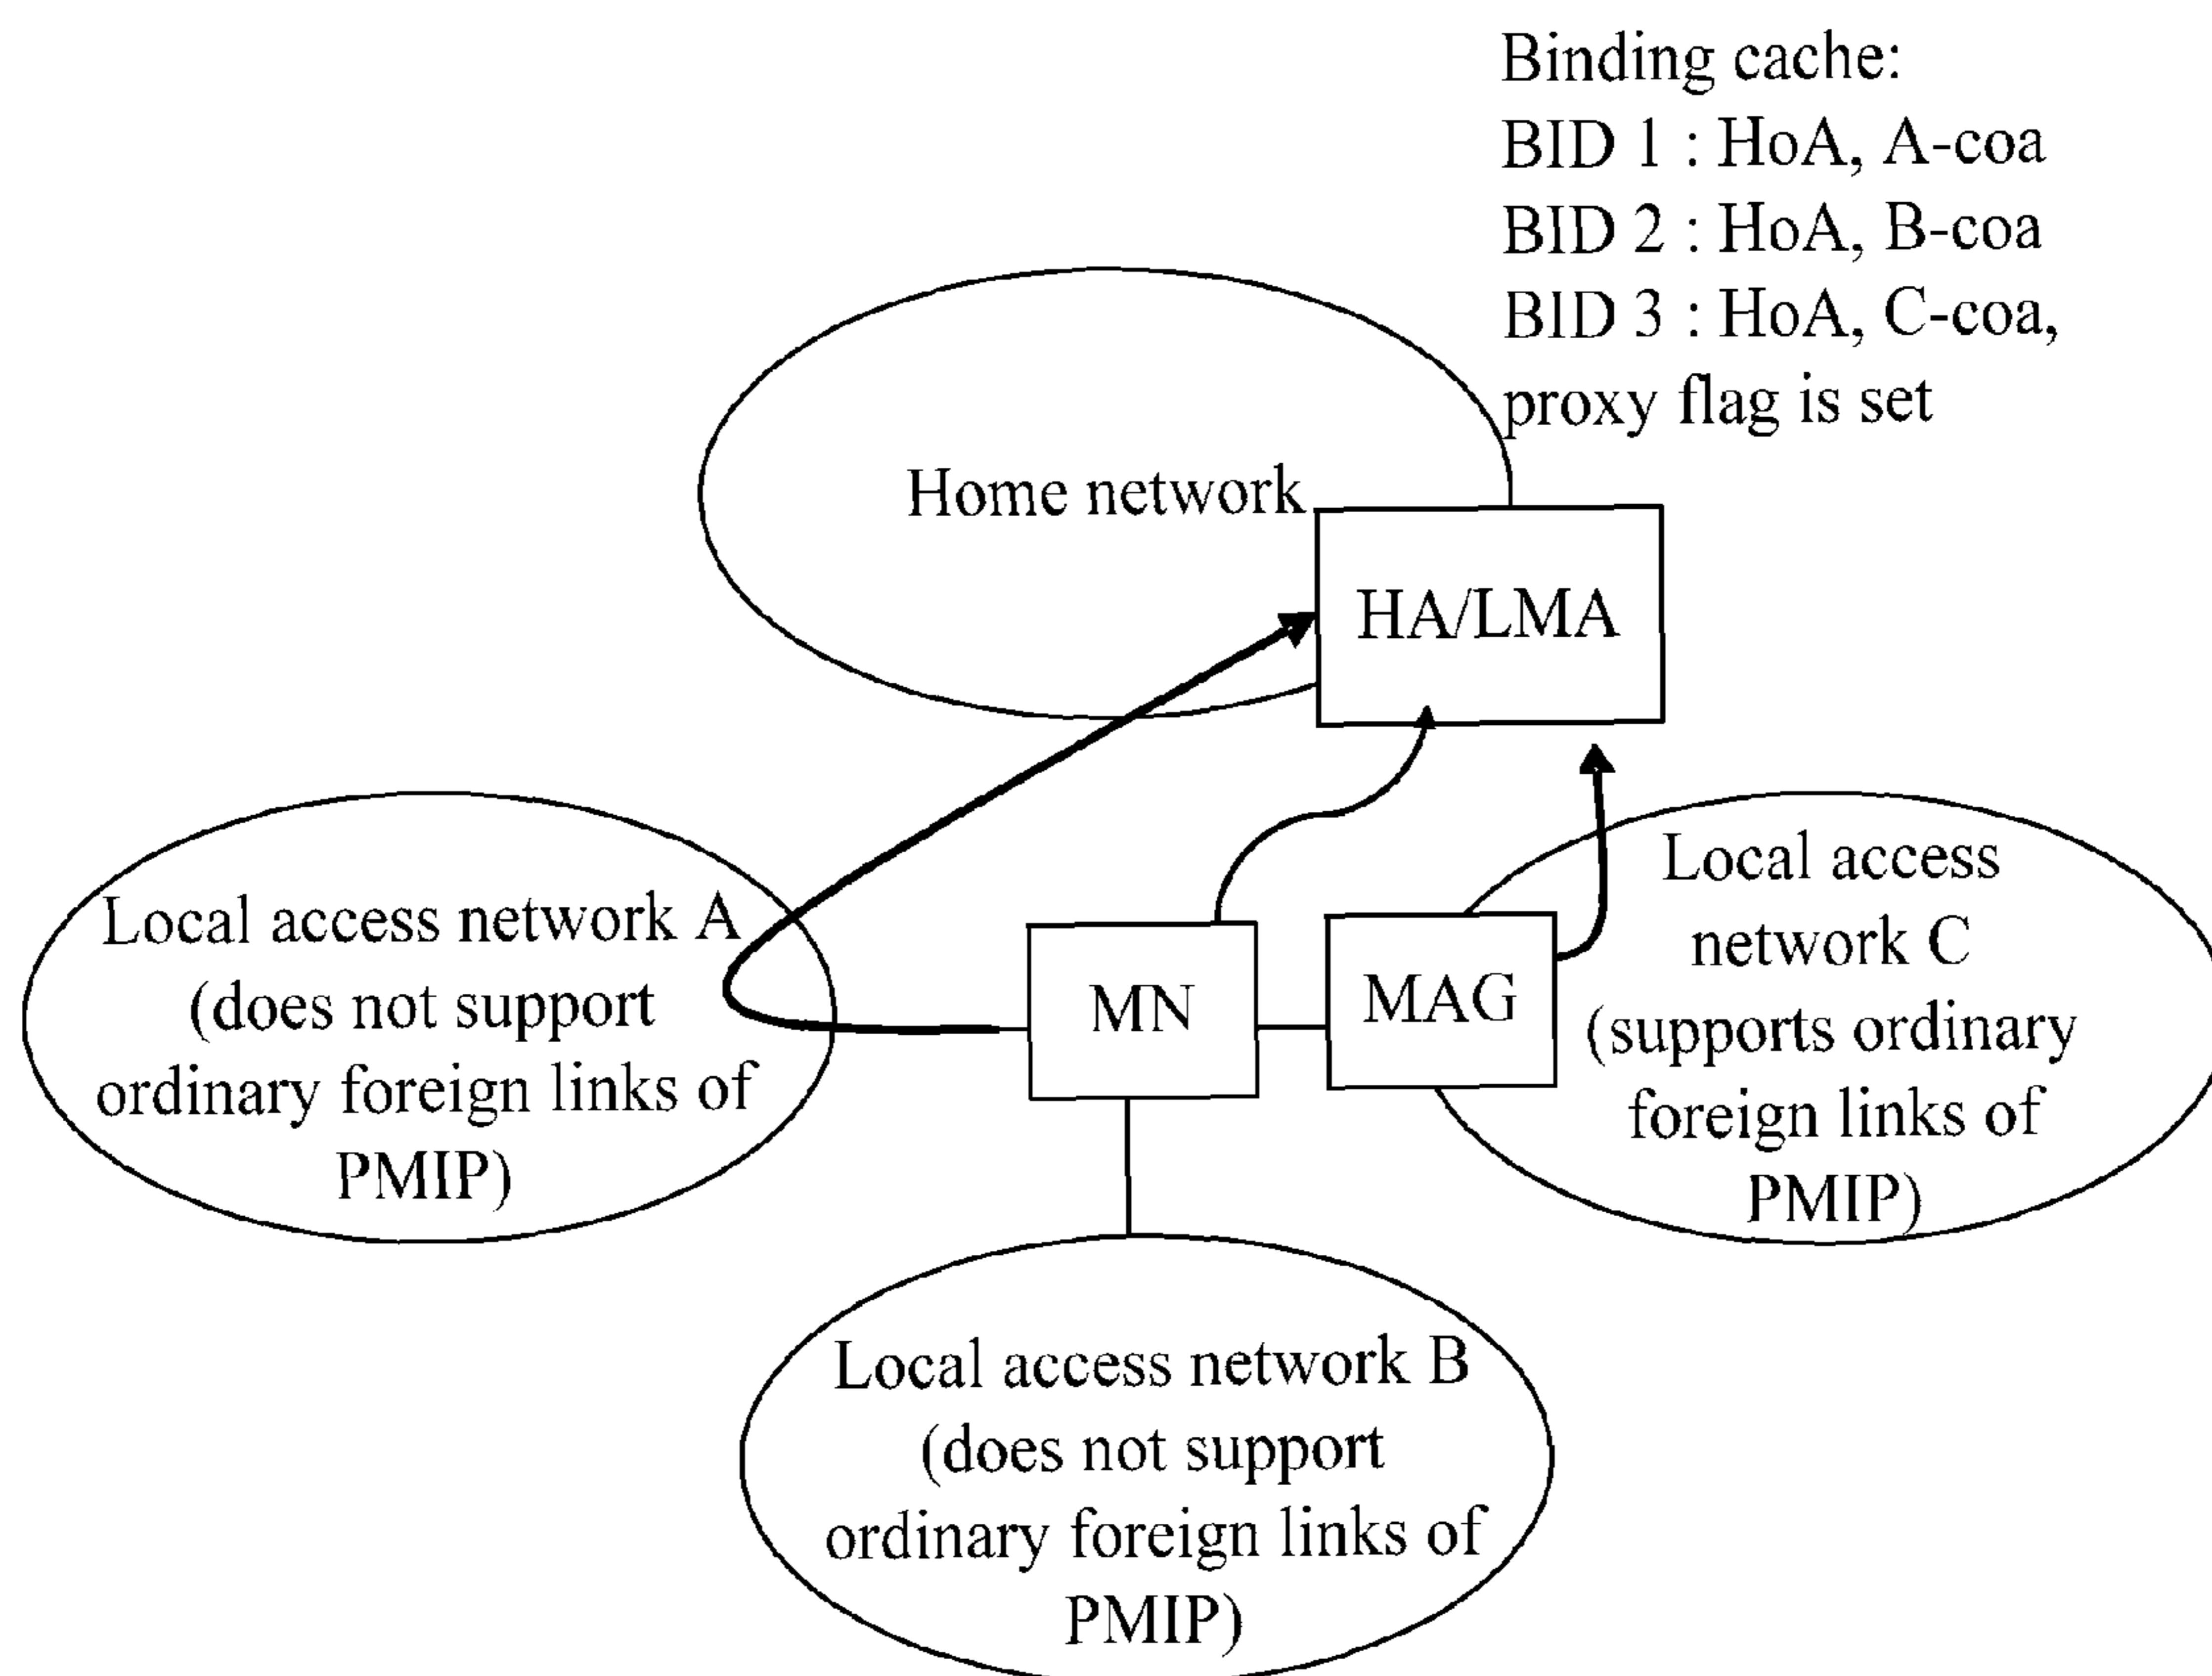 Binding cache:
BID 1 : HoA, A-coa
BID 2 : HoA, B-coa
BID 3 : HoA, C-coa,
proxy flag is set
Home network
HA/LMA
Local access network A
(does not support
ordinary foreign links of
PMIP)
MN
MAG
Local access
network C
(supports ordinary
foreign links of
PMIP)
Local access network B
(does not support
ordinary foreign links of
PMIP)